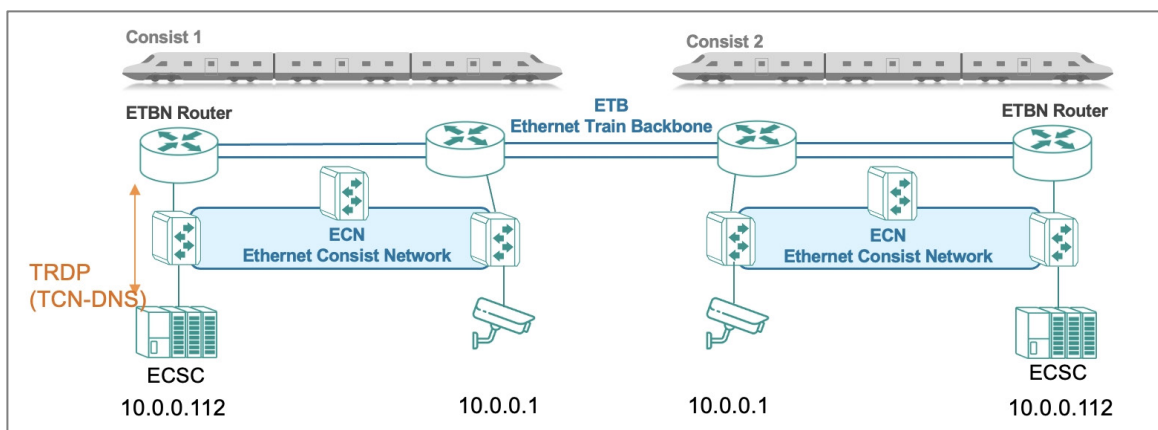 Consist 1
Consist 2
ETBN Router
ETB
Ethernet Train Backbone
ETBN Router
ECN
Ethernet Consist Network
ECN
Ethernet Consist Network
TRDP
(TCN-DNS)
ECSC
ECSC
10.0.0.112
10.0.0.1
10.0.0.1
10.0.0.112